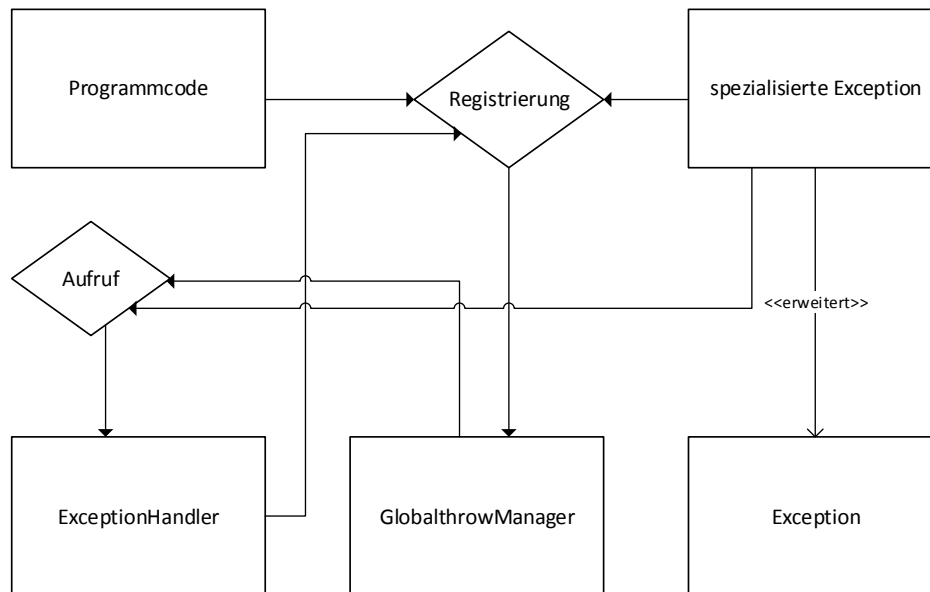 Programmcode
Registrierung
spezialisierte Exception
Aufruf
<<erweitert>>
ExceptionHandler
GlobalthrowManager
Exception